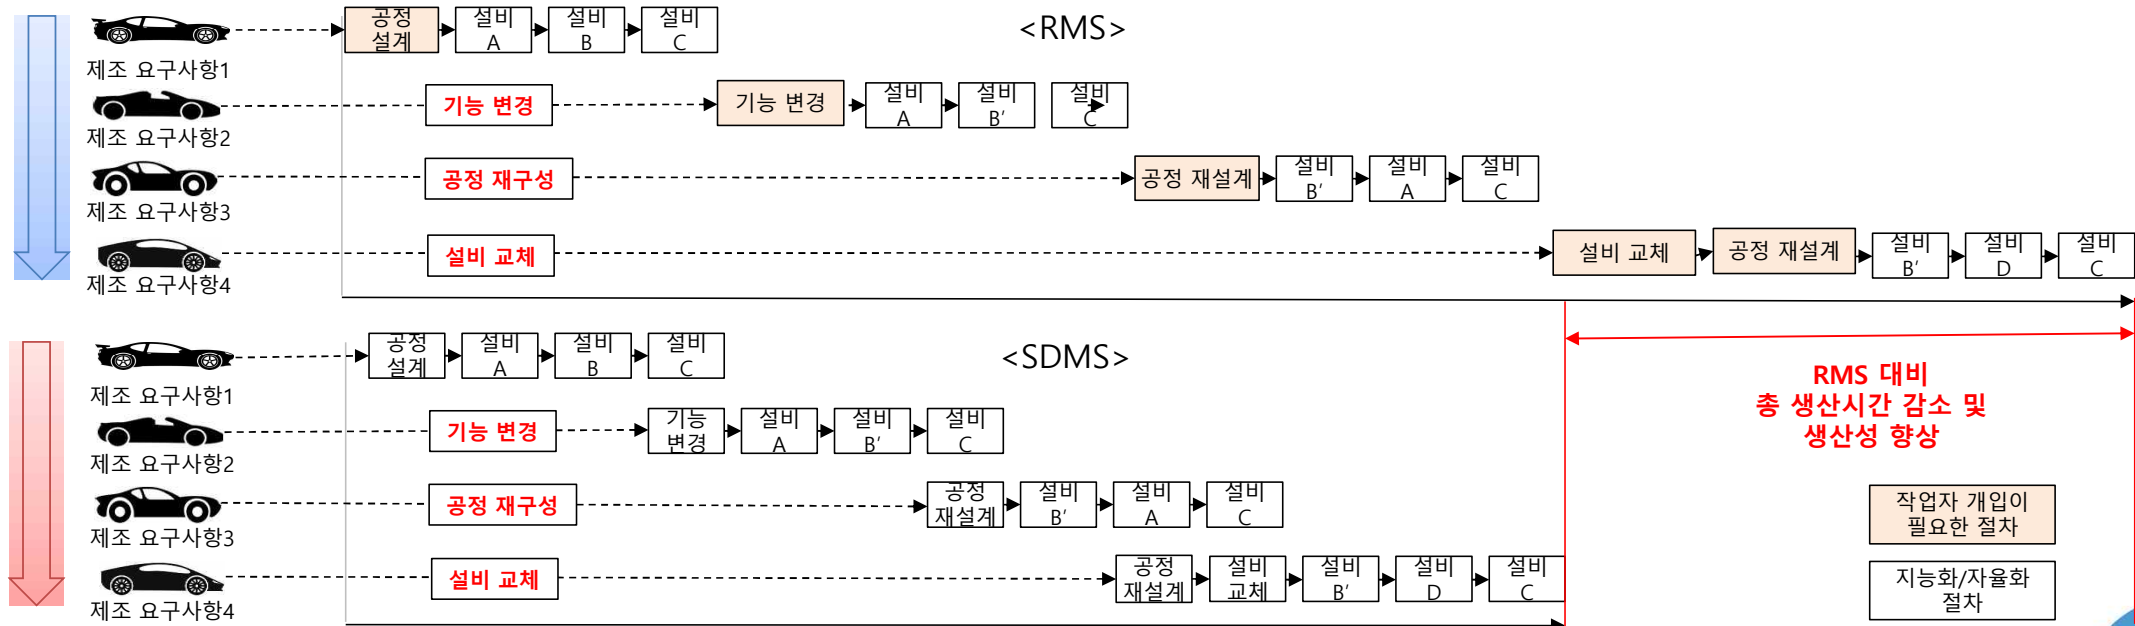 <RMS>
공정
설계
설비
A
설비
B
설비
C
제조 요구사항1
기능 변경
기능 변경
설비
A
설비
B′
설비
C
제조 요구사항2
공정 재구성
공정 재설계
설비
B′
설비
A
설비
C
제조 요구사항3
설비 교체
설비 교체
공정 재설계
설비
B′
설비
D
설비
C
제조 요구사항4
<SDMS>
공정
설계
설비
A
설비
B
설비
C
제조 요구사항1
기능 변경
기능
변경
설비
A
설비
B′
설비
C
제조 요구사항2
공정 재구성
공정
재설계
설비
B′
설비
A
설비
C
제조 요구사항3
설비 교체
공정
재설계
설비
교체
설비
B′
설비
D
설비
C
제조 요구사항4
RMS 대비
총 생산시간 감소 및
생산성 향상
작업자 개입이
필요한 절차
지능화/자율화
절차